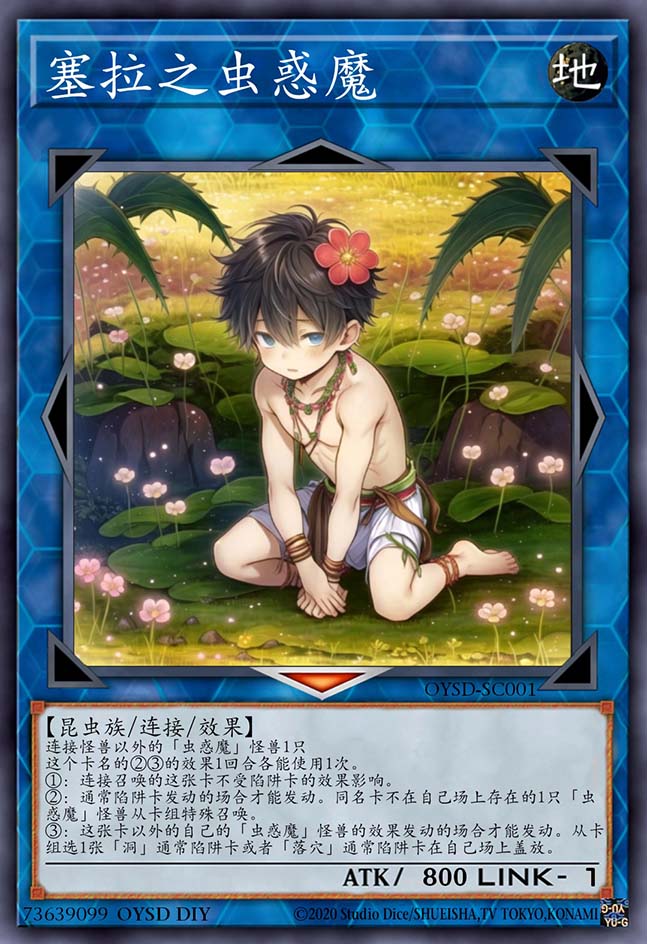 塞拉之虫惑魔
地
OYSD-SC001
【昆虫族/连接/效果】
连接怪兽以外的「虫惑魔」怪兽1只
这个卡名的②③的效果1回合各能使用1次。
①：连接召唤的这张卡不受陷阱卡的效果影响。
②：通常陷阱卡发动的场合才能发动。同名卡不在自己场上存在的1只「虫
惑魔」怪兽从卡组特殊召唤。
③：这张卡以外的自己的「虫惑魔」怪兽的效果发动的场合才能发动。从卡
组选1张「洞」通常陷阱卡或者「落穴」通常陷阱卡在自己场上盖放。
ATK/ 800 LINK- 1
73639099 OYSD DIY ©2020 Studio Dice/SHUEISHA,TV TOKYO,KONAMI
YU-G
YU-G